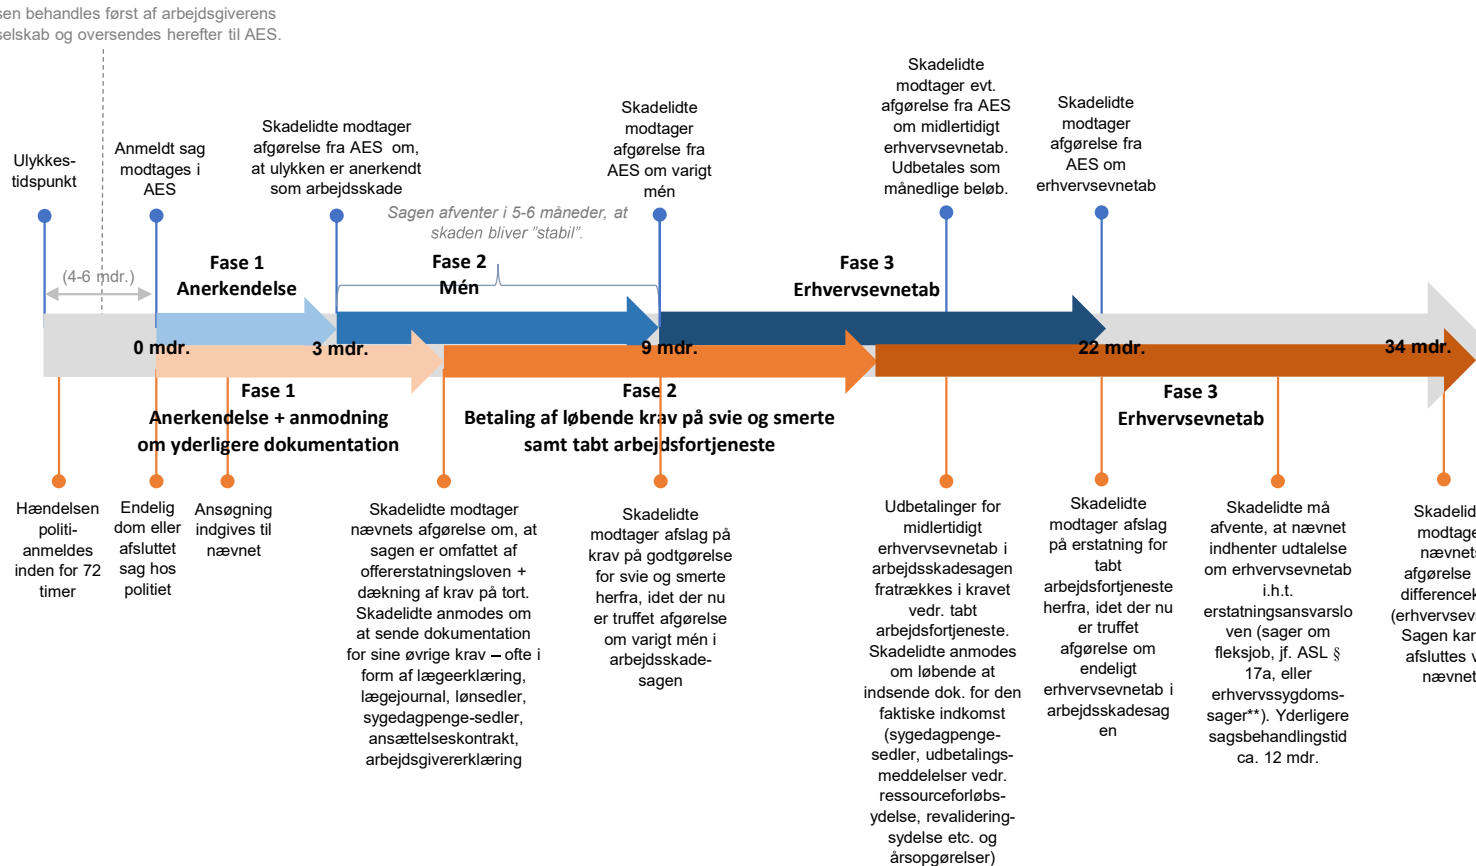 sen behandles først af arbejdsgiverens
selskab og oversendes herefter til AES.
Ulykkes-
tidspunkt
Anmeldt sag
modtages i
AES
Skadelidte modtager
afgørelse fra AES om,
at ulykken er anerkendt
som arbejdsskade
Skadelidte
modtager
afgørelse fra
AES om varigt
mén
Skadelidte
modtager evt.
afgørelse fra AES
om midlertidigt
erhvervsevnetab.
Udbetales som
månedlige beløb.
Skadelidte
modtager
afgørelse fra
AES om
erhvervsevnetab
Sagen afventer i 5-6 måneder, at
skaden bliver ”stabil”.
(4-6 mdr.)
Fase 1
Anerkendelse
Fase 2
Mén
Fase 3
Erhvervsevnetab
0 mdr.
3 mdr.
9 mdr.
22 mdr.
34 mdr.
Fase 1
Anerkendelse + anmodning
om yderligere dokumentation
Fase 2
Betaling af løbende krav på svie og smerte
samt tabt arbejdsfortjeneste
Fase 3
Erhvervsevnetab
Hændelsen
politi-
anmeldes
inden for 72
timer
Endelig
dom eller
afsluttet
sag hos
politiet
Ansøgning
indgives til
nævnet
Skadelidte modtager
nævnets afgørelse om, at
sagen er omfattet af
offererstatningsloven +
dækning af krav på tort.
Skadelidte anmodes om
at sende dokumentation
for sine øvrige krav – ofte i
form af lægeerklæring,
lægejournal, lønsedler,
sygedagpenge-sedler,
ansættelseskontrakt,
arbejdsgivererklæring
Skadelidte
modtager afslag på
krav på godtgørelse
for svie og smerte
herfra, idet der nu
er truffet afgørelse
om varigt mén i
arbejdsskade-
sagen
Udbetalinger for
midlertidigt
erhvervsevnetab i
arbejdsskadesagen
fratrækkes i kravet
vedr. tabt
arbejdsfortjeneste.
Skadelidte anmodes
om løbende at
indsende dok. for den
faktiske indkomst
(sygedagpenge-
sedler, udbetalings-
meddelelser vedr.
ressourceforløbs-
ydelse, revalidering-
sydelse etc. og
årsopgørelser)
Skadelidte
modtager afslag
på erstatning for
tabt
arbejdsfortjeneste
herfra, idet der nu
er truffet
afgørelse om
endeligt
erhvervsevnetab i
arbejdsskadesag
en
Skadelidte må
afvente, at nævnet
indhenter udtalelse
om erhvervsevnetab
i.h.t.
erstatningsansvarslo
ven (sager om
fleksjob, jf. ASL §
17a, eller
erhvervssygdoms-
sager**). Yderligere
sagsbehandlingstid
ca. 12 mdr.
Skadelid
modtage
nævnets
afgørelse
differencek
(erhvervsev
Sagen kan
afsluttes v
nævnet